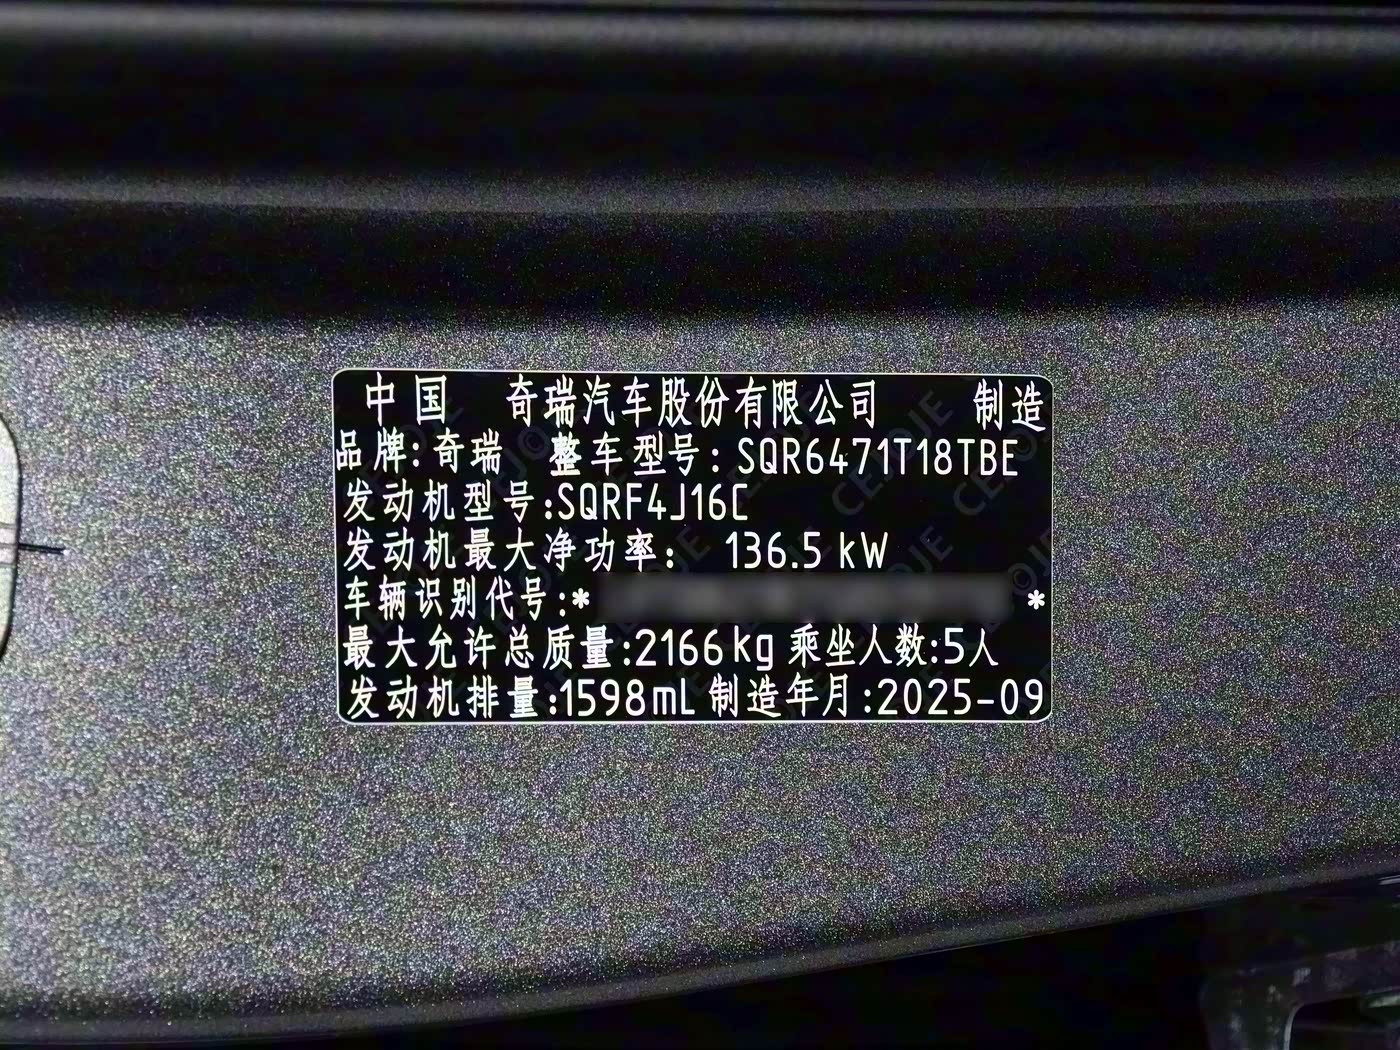 中国 奇瑞汽车股份有限公司 制造
品牌:奇瑞 整车型号:SQR6471T18TBE
发动机型号:SQRF4J16C
发动机最大净功率: 136.5 kW
车辆识别代号:* *
最大允许总质量:2166kg 乘坐人数:5人
发动机排量:1598mL 制造年月:2025-09